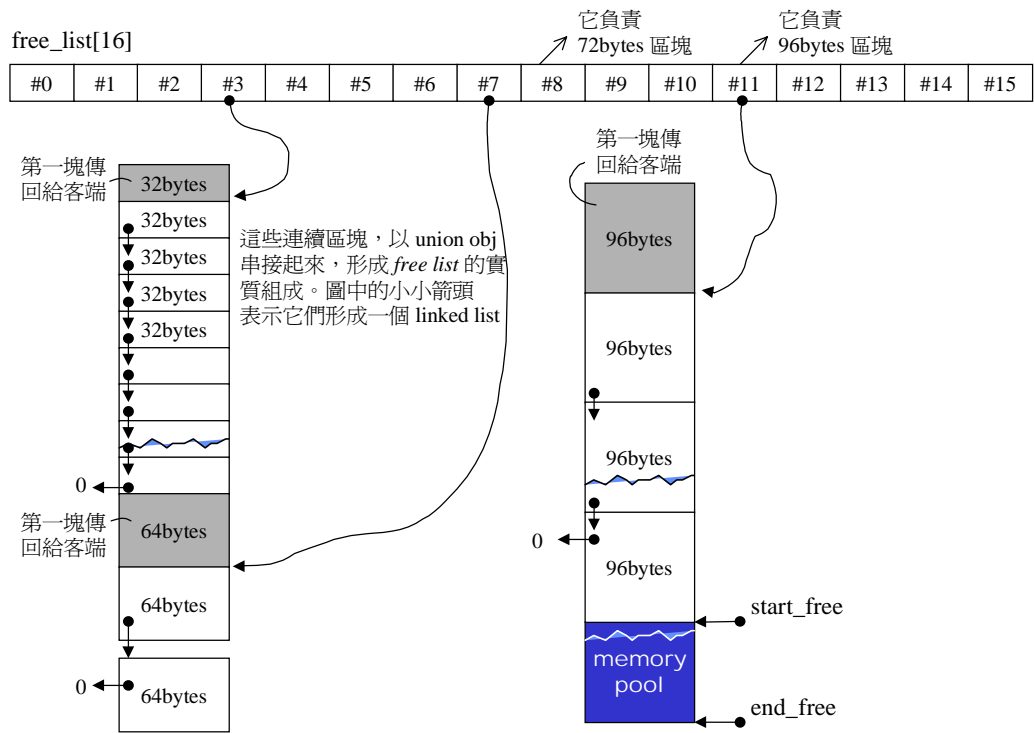 free_list[16]
它負責
72bytes 區塊
它負責
96bytes 區塊
#0 #1 #2 #3 #4 #5 #6 #7 #8 #9 #10 #11 #12 #13 #14 #15
第一塊傳
回給客端
32bytes
32bytes
32bytes
32bytes
32bytes
0
這些連續區塊，以 union obj
串接起來，形成 free list 的實
質組成。圖中的小小箭頭
表示它們形成一個 linked list
第一塊傳
回給客端
64bytes
64bytes
0
64bytes
第一塊傳
回給客端
96bytes
96bytes
96bytes
0
96bytes
start_free
memory
pool
end_free